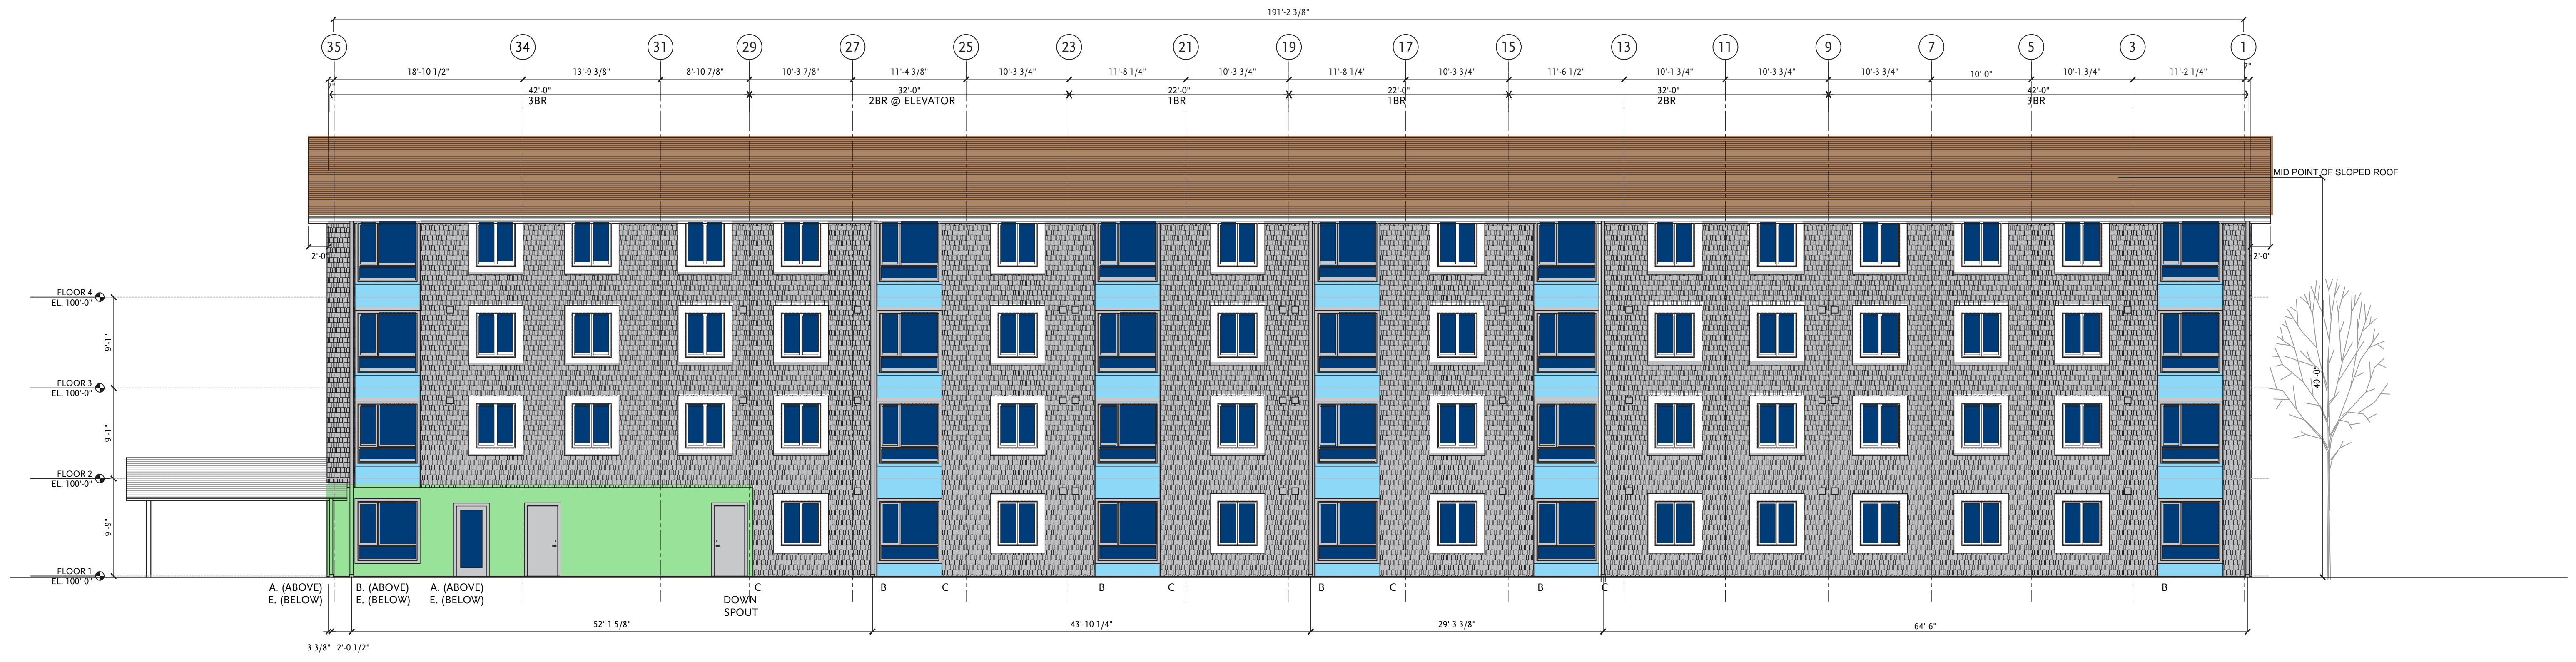 191'-2 3/8"
35 34 31 29 27 25 23 21 19 17 15 13 11 9 7 5 3 1
18'-10 1/2" 13'-9 3/8" 8'-10 7/8" 10'-3 7/8" 11'-4 3/8" 10'-3 3/4" 11'-8 1/4" 10'-3 3/4" 11'-8 1/4" 10'-3 3/4" 11'-6 1/2" 10'-1 3/4" 10'-3 3/4" 10'-3 3/4" 10'-0" 10'-1 3/4" 11'-2 1/4" 7"
7" 42'-0" 32'-0" 22'-0" 22'-0" 32'-0" 42'-0"
3BR 2BR @ ELEVATOR 1BR 1BR 2BR 3BR
MID POINT OF SLOPED ROOF
2'-0" 2'-0"
FLOOR 4
EL. 100'-0"
9'-1"
40'-0"
FLOOR 3
EL. 100'-0"
9'-1"
FLOOR 2
EL. 100'-0"
9'-9"
FLOOR 1
EL. 100'-0"
A. (ABOVE) B. (ABOVE) A. (ABOVE) C B C B C B C B C B
E. (BELOW) E. (BELOW) E. (BELOW) DOWN
SPOUT
52'-1 5/8" 43'-10 1/4" 29'-3 3/8" 64'-6"
3 3/8" 2'-0 1/2"